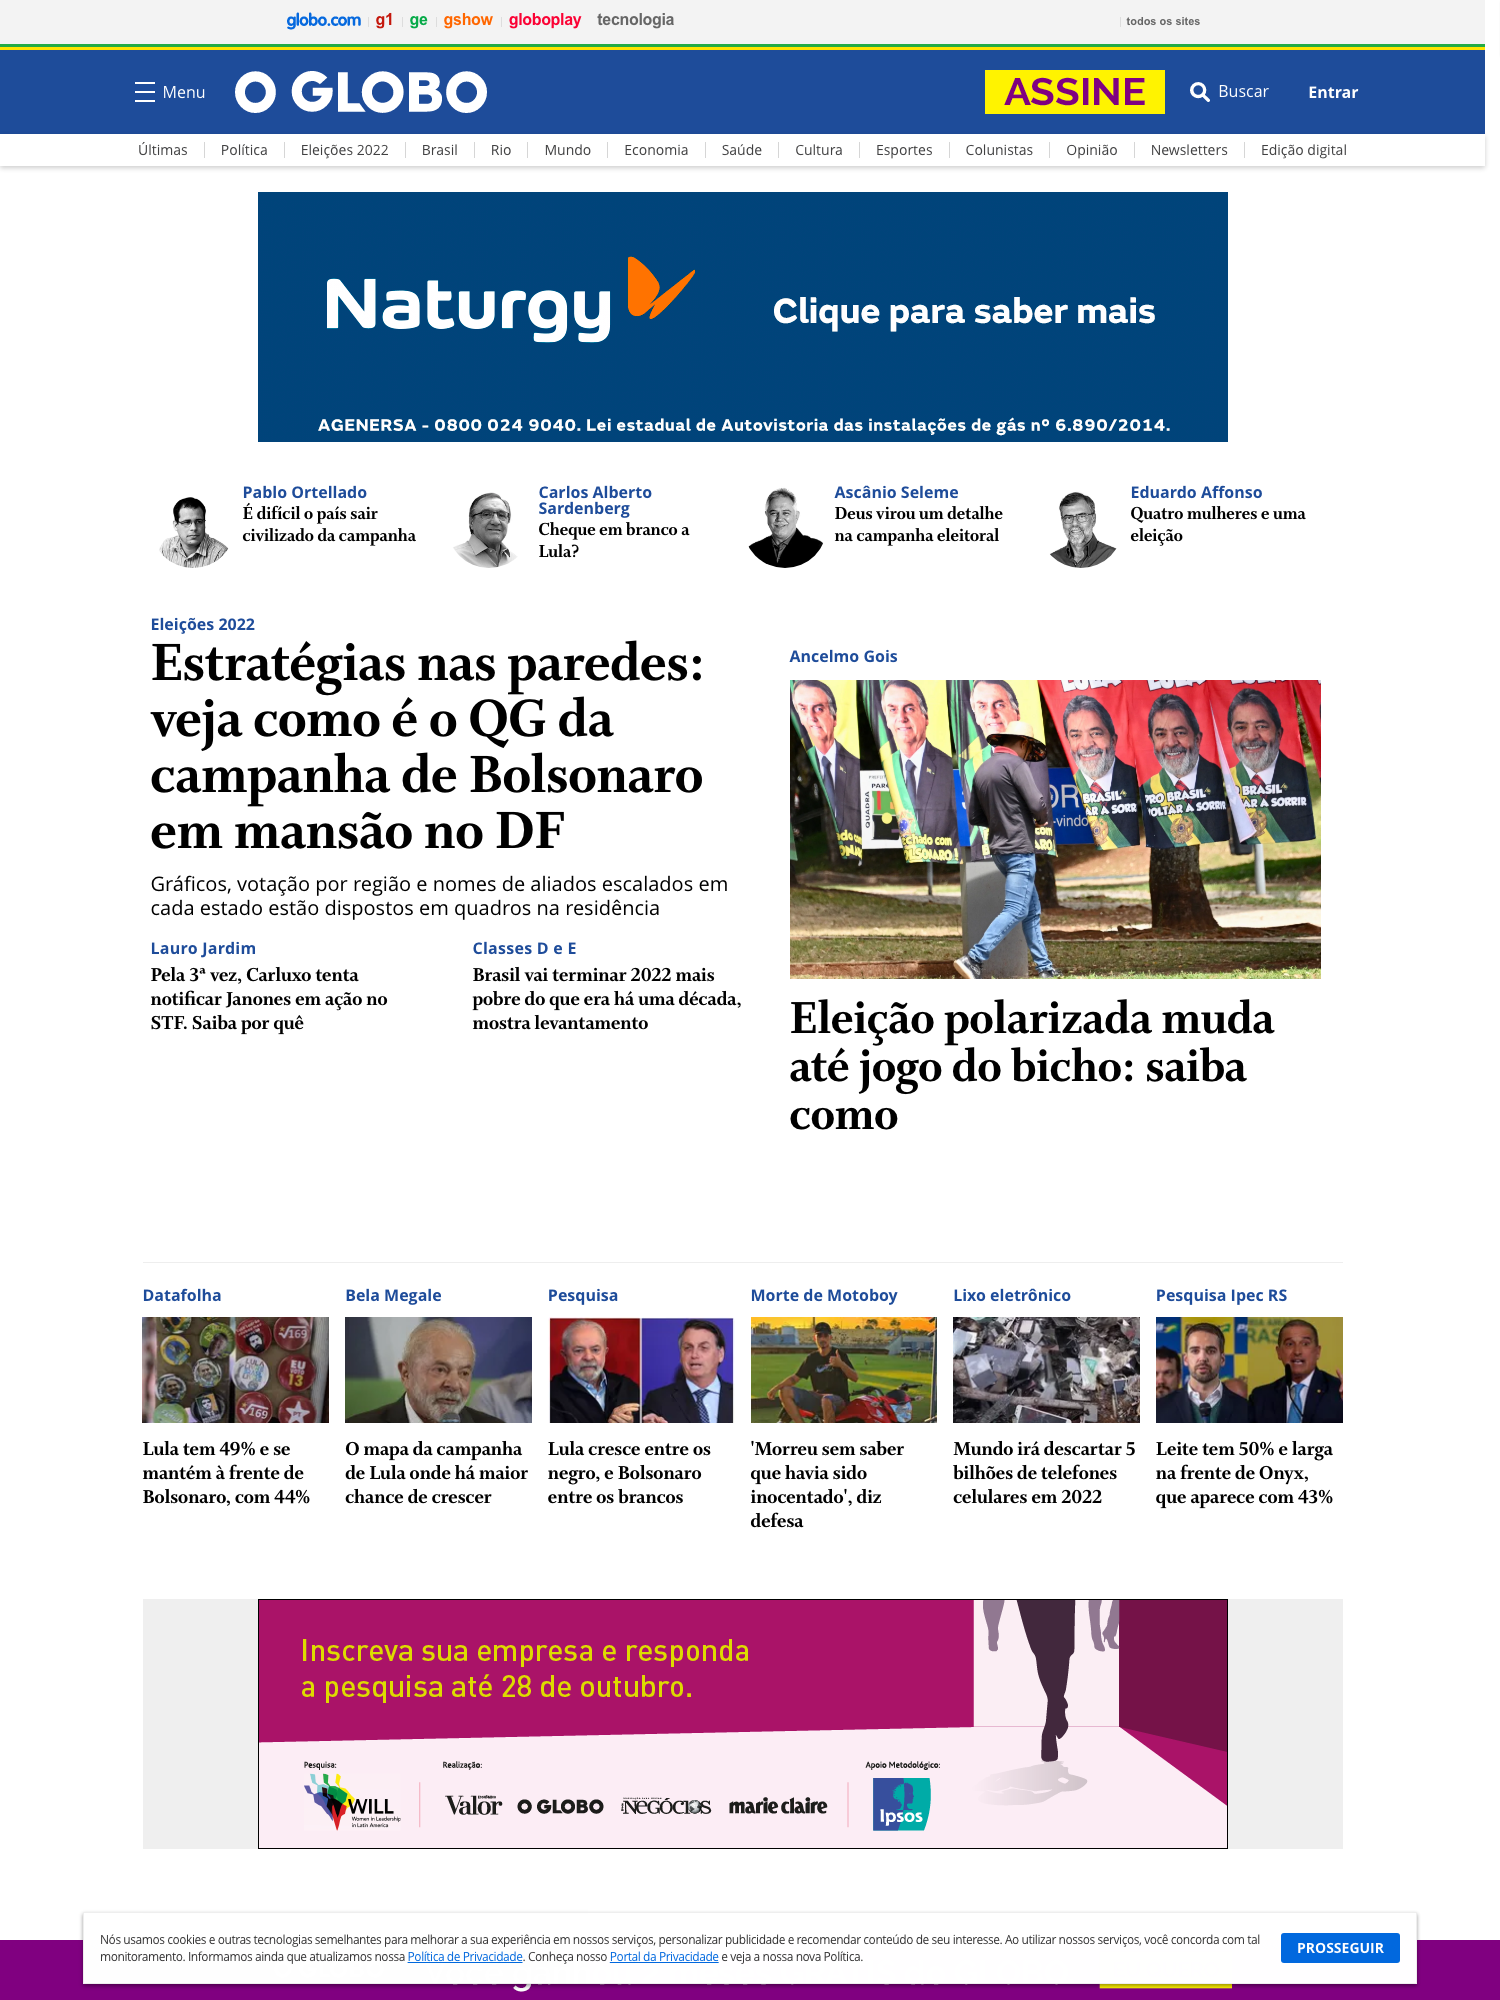 globo.com g1 ge gshow globoplay tecnologia todos os sites
Menu O GLOBO ASSINE Buscar Entrar
Últimas Política Eleições 2022 Brasil Rio Mundo Economia Saúde Cultura Esportes Colunistas Opinião Newsletters Edição digital
Naturgy
Clique para saber mais
AGENERSA - 0800 024 9040. Lei estadual de Autovistoria das instalações de gás nº 6.890/2014.
Pablo Ortellado
É difícil o país sair
civilizado da campanha
Carlos Alberto
Sardenberg
Cheque em branco a
Lula?
Ascânio Seleme
Deus virou um detalhe
na campanha eleitoral
Eduardo Affonso
Quatro mulheres e uma
eleição
Eleições 2022
Estratégias nas paredes:
veja como é o QG da
campanha de Bolsonaro
em mansão no DF
Gráficos, votação por região e nomes de aliados escalados em
cada estado estão dispostos em quadros na residência
Lauro Jardim
Pela 3ª vez, Carluxo tenta
notificar Janones em ação no
STF. Saiba por quê
Classes D e E
Brasil vai terminar 2022 mais
pobre do que era há uma década,
mostra levantamento
Ancelmo Gois
QUADRA
BRASIL
AR A SORRIR
PRO BRASIL
VOLTAR A SORRIR
BRASIL
AR A SORRIR
Eleição polarizada muda
até jogo do bicho: saiba
como
Datafolha
√169
EU
13
√169
Lula tem 49% e se
mantém à frente de
Bolsonaro, com 44%
Bela Megale
O mapa da campanha
de Lula onde há maior
chance de crescer
Pesquisa
Lula cresce entre os
negro, e Bolsonaro
entre os brancos
Morte de Motoboy
'Morreu sem saber
que havia sido
inocentado', diz
defesa
Lixo eletrônico
Mundo irá descartar 5
bilhões de telefones
celulares em 2022
Pesquisa Ipec RS
Leite tem 50% e larga
na frente de Onyx,
que aparece com 43%
Inscreva sua empresa e responda
a pesquisa até 28 de outubro.
Pesquisa: Realização: Apoio Metodológico:
WILL
Women in Leadership
in Latin America
Valor O GLOBO NEGÓCIOS marie claire Ipsos
Nós usamos cookies e outras tecnologias semelhantes para melhorar a sua experiência em nossos serviços, personalizar publicidade e recomendar conteúdo de seu interesse. Ao utilizar nossos serviços, você concorda com tal
monitoramento. Informamos ainda que atualizamos nossa Política de Privacidade. Conheça nosso Portal da Privacidade e veja a nossa nova Política.
PROSSEGUIR